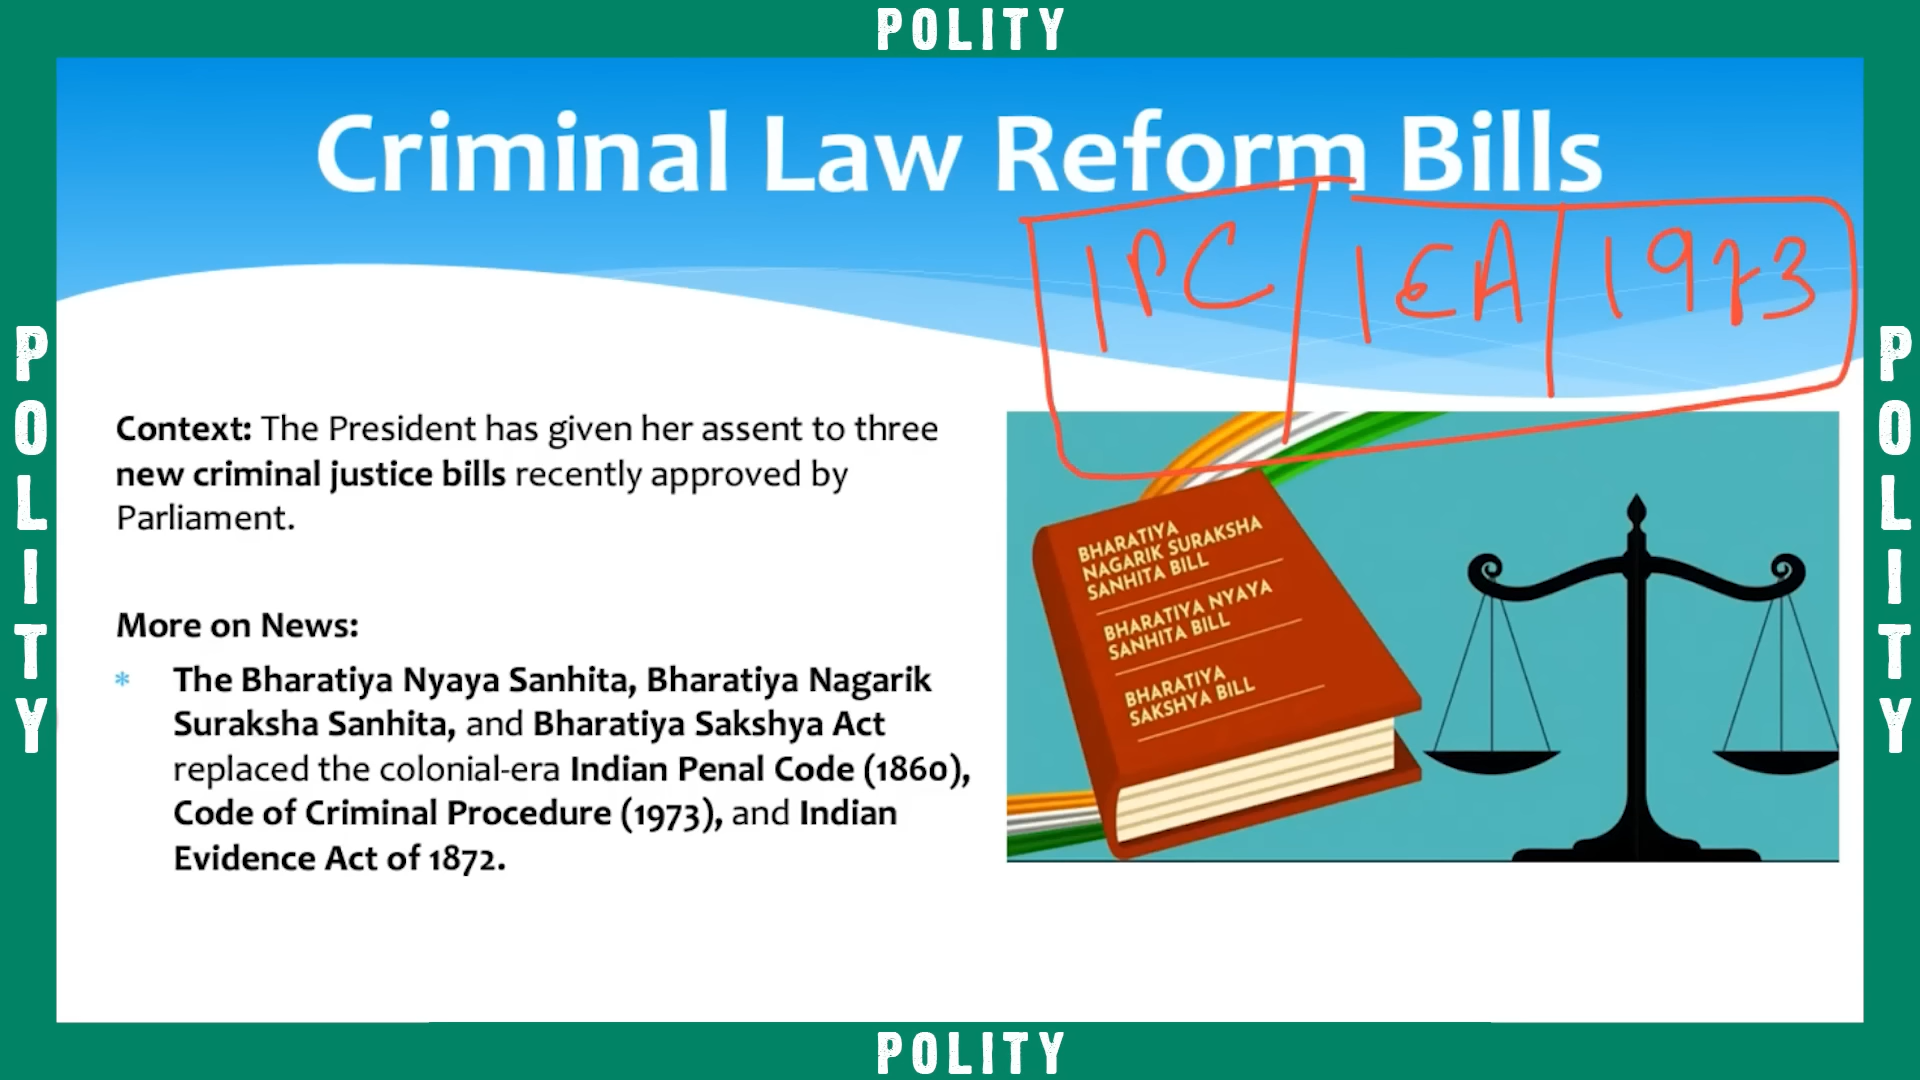 POLITY
Criminal Law Reform Bills
IPC IEA 1973
Context: The President has given her assent to three
new criminal justice bills recently approved by
Parliament.
More on News:
* The Bharatiya Nyaya Sanhita, Bharatiya Nagarik
Suraksha Sanhita, and Bharatiya Sakshya Act
replaced the colonial-era Indian Penal Code (1860),
Code of Criminal Procedure (1973), and Indian
Evidence Act of 1872.
BHARATIYA
NAGARIK SURAKSHA
SANHITA BILL
BHARATIYA NYAYA
SANHITA BILL
BHARATIYA
SAKSHYA BILL
POLITY
POLITY
POLITY